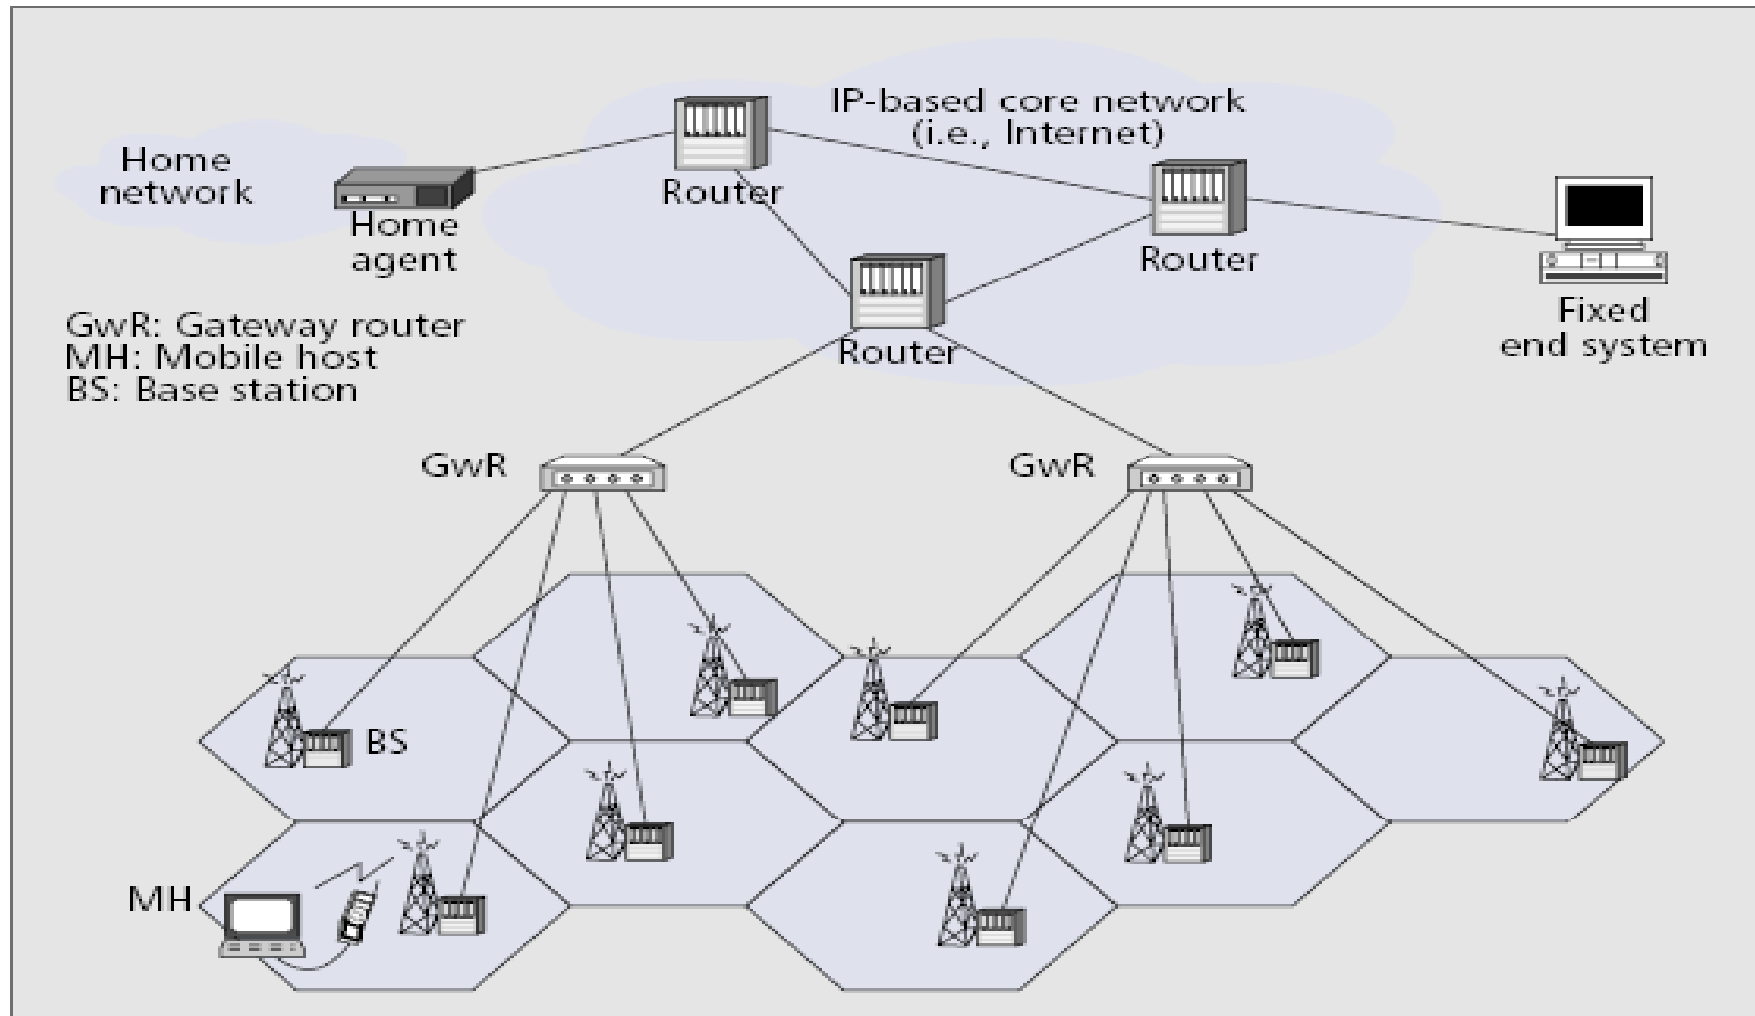 IP-based core network
(i.e., Internet)
Home
network
Router
Home
agent
Router
Router
Fixed
end system
GwR: Gateway router
MH: Mobile host
BS: Base station
GwR
GwR
BS
MH